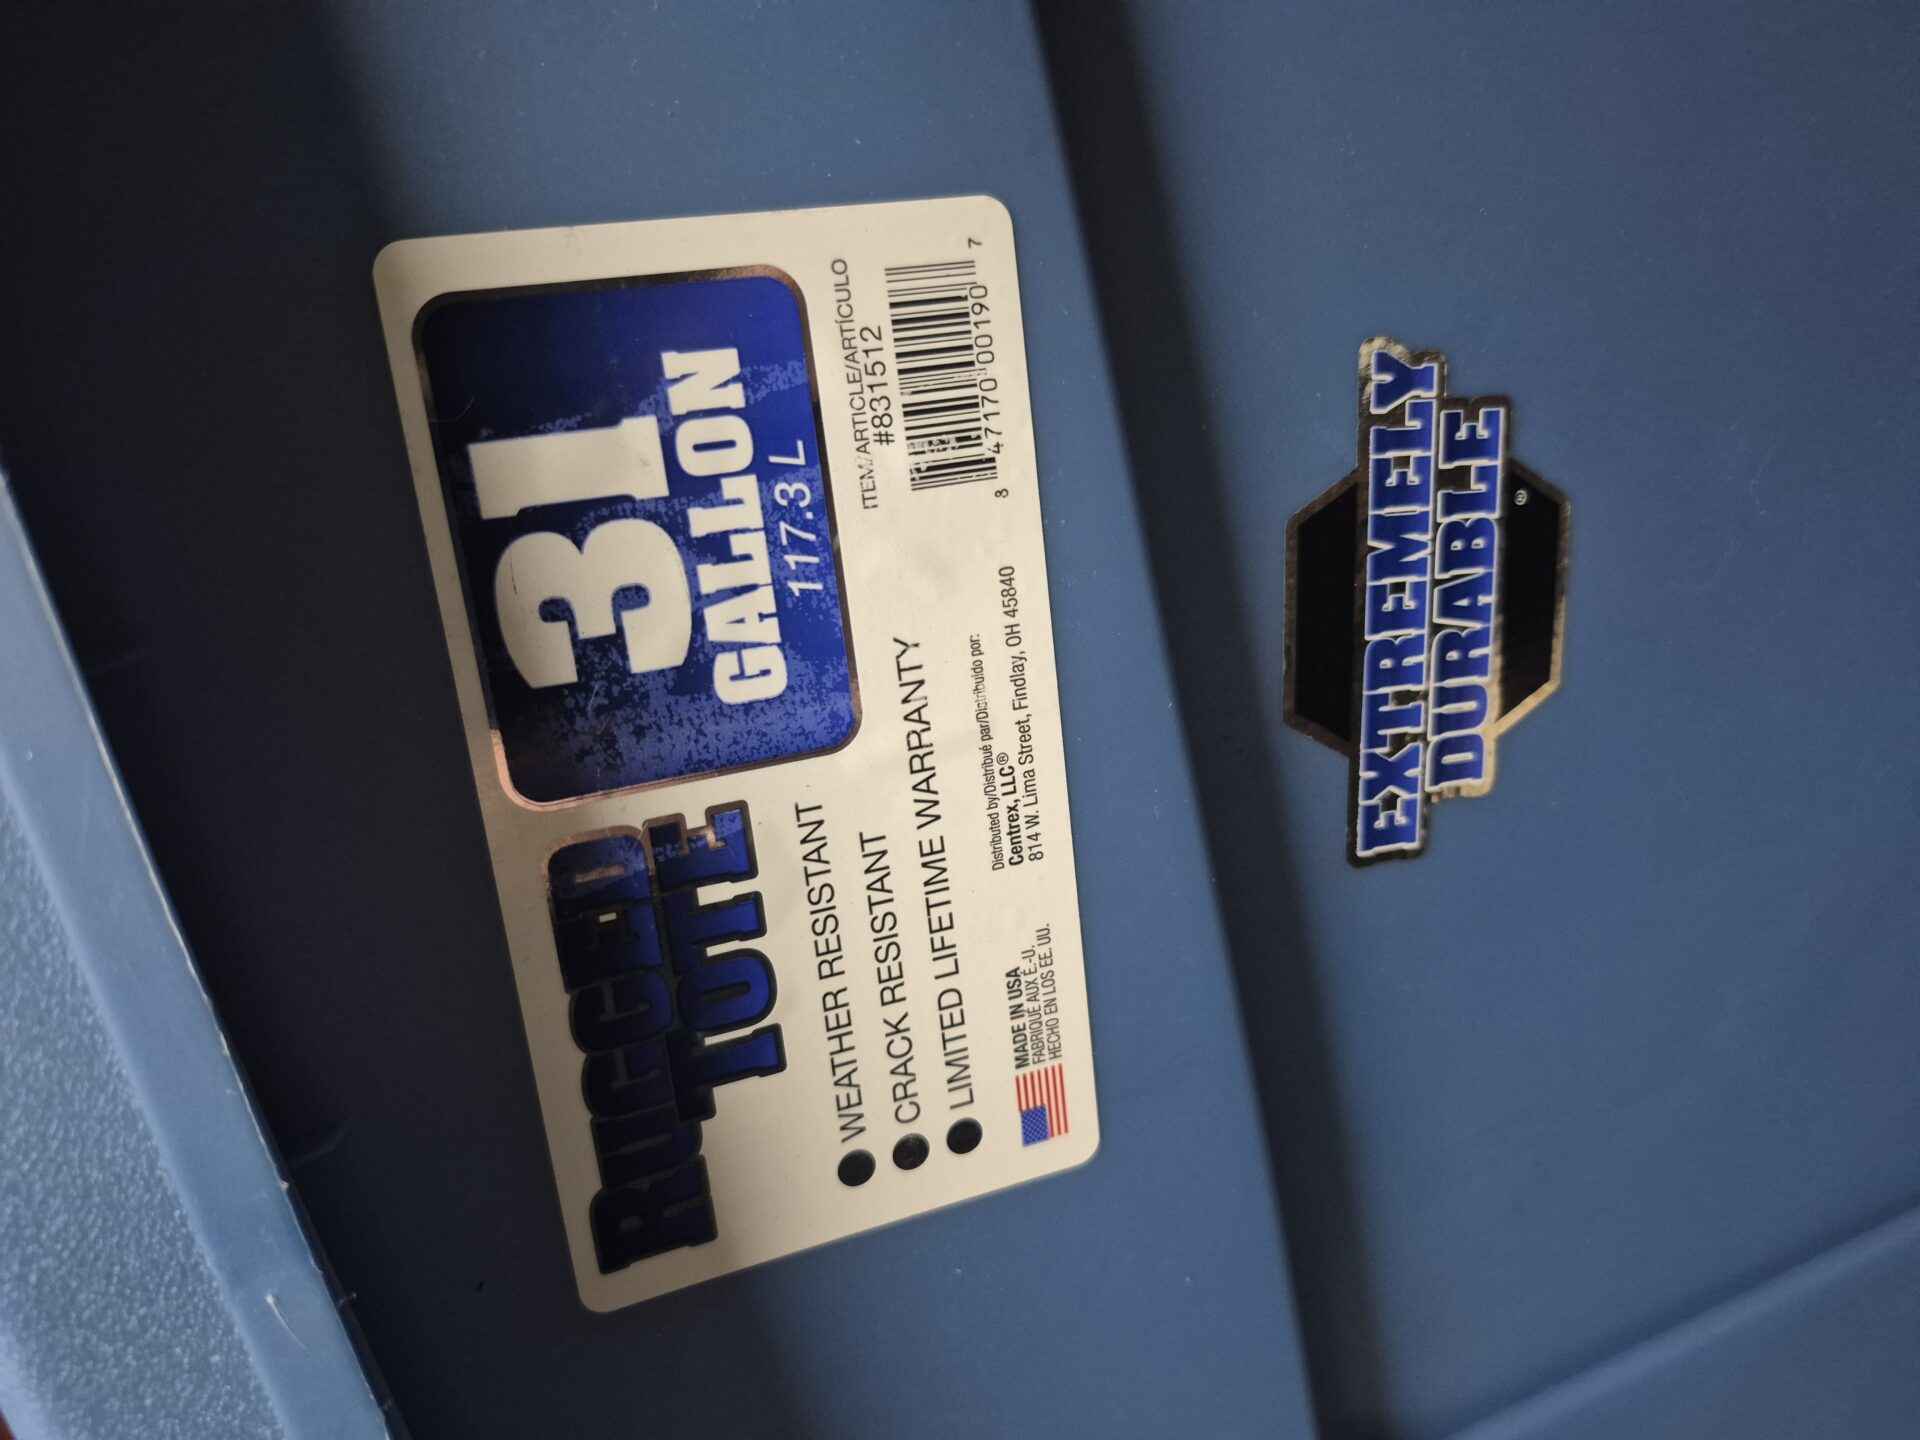 RUGGED
TOTE
31
GALLON
117.3 L
WEATHER RESISTANT
CRACK RESISTANT
LIMITED LIFETIME WARRANTY
ITEM/ARTICLE/ARTÍCULO
#831512
8 47170 00190 7
MADE IN USA
FABRIQUÉ AUX É.-U.
HECHO EN LOS EE. UU.
Distributed by/Distribué par/Distribuido por:
Centrex, LLC®
814 W. Lima Street, Findlay, OH 45840
EXTREMELY
DURABLE
®